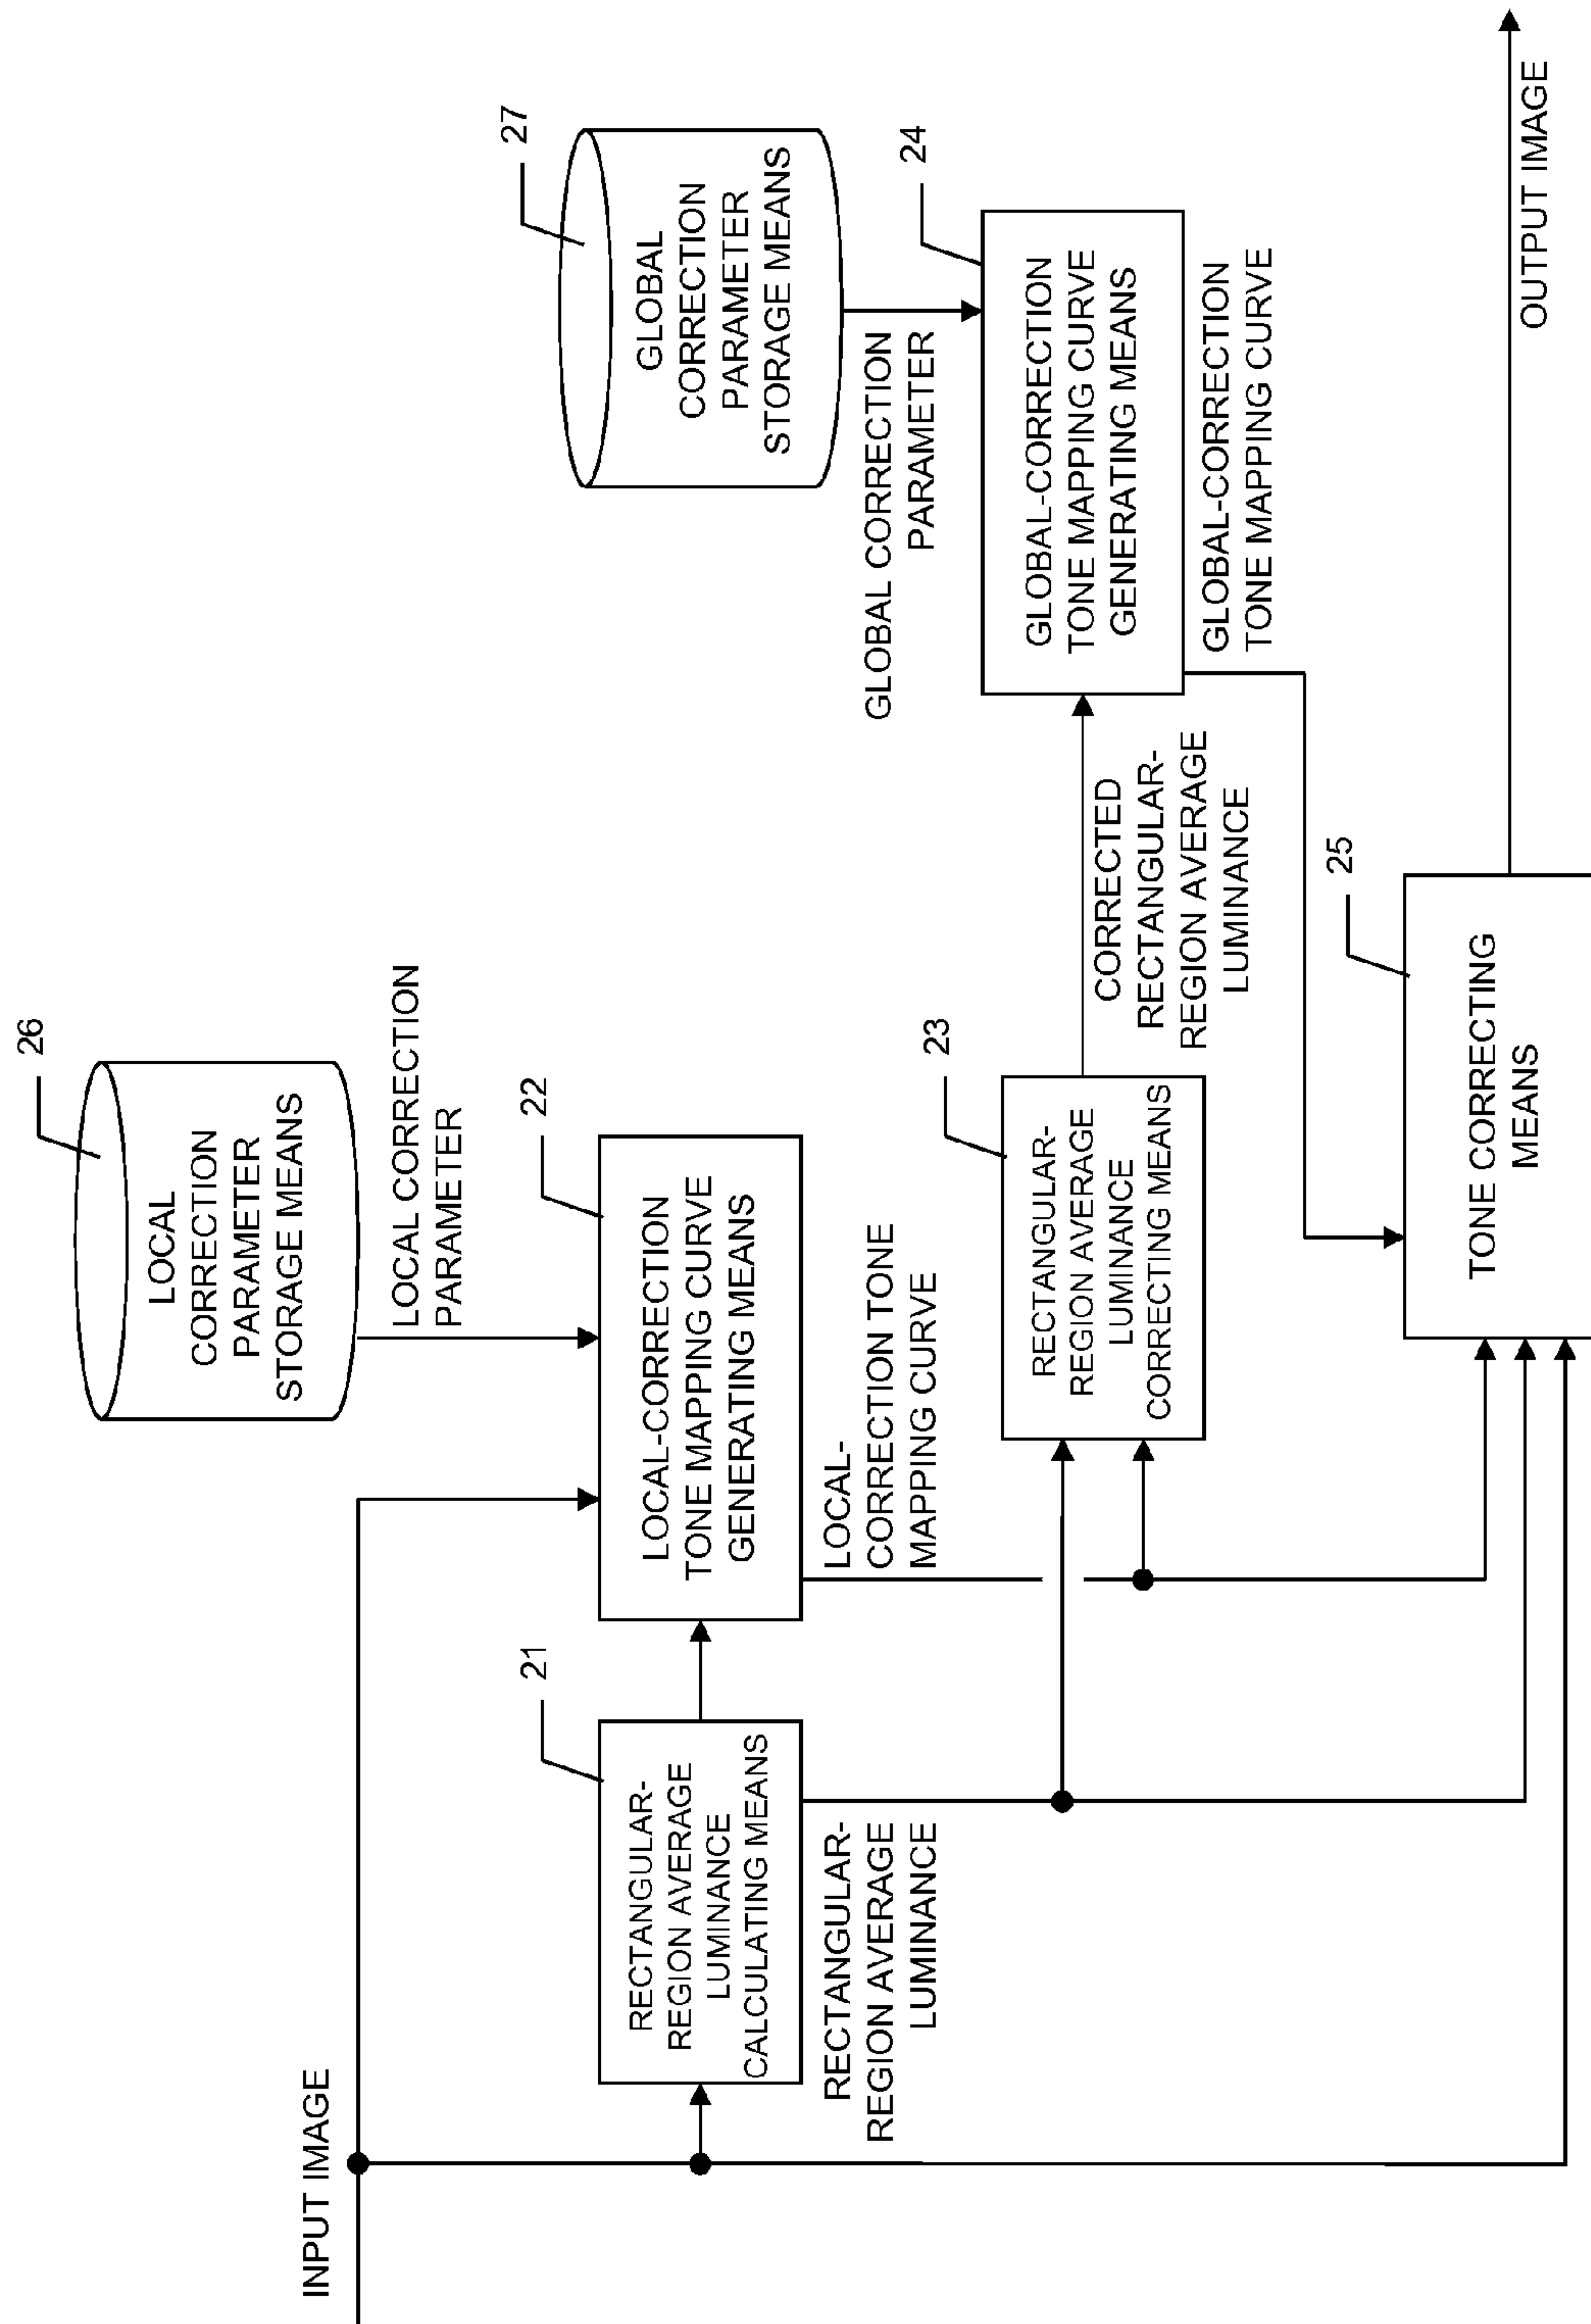 INPUT IMAGE
26
LOCAL
CORRECTION
PARAMETER
STORAGE MEANS
LOCAL CORRECTION
PARAMETER
27
GLOBAL
CORRECTION
PARAMETER
STORAGE MEANS
21
RECTANGULAR-
REGION AVERAGE
LUMINANCE
CALCULATING MEANS
22
LOCAL-CORRECTION
TONE MAPPING CURVE
GENERATING MEANS
RECTANGULAR-
REGION AVERAGE
LUMINANCE
LOCAL-
CORRECTION TONE
MAPPING CURVE
GLOBAL CORRECTION
PARAMETER
23
RECTANGULAR-
REGION AVERAGE
LUMINANCE
CORRECTING MEANS
24
GLOBAL-CORRECTION
TONE MAPPING CURVE
GENERATING MEANS
CORRECTED
RECTANGULAR-
REGION AVERAGE
LUMINANCE
GLOBAL-CORRECTION
TONE MAPPING CURVE
25
TONE CORRECTING
MEANS
OUTPUT IMAGE